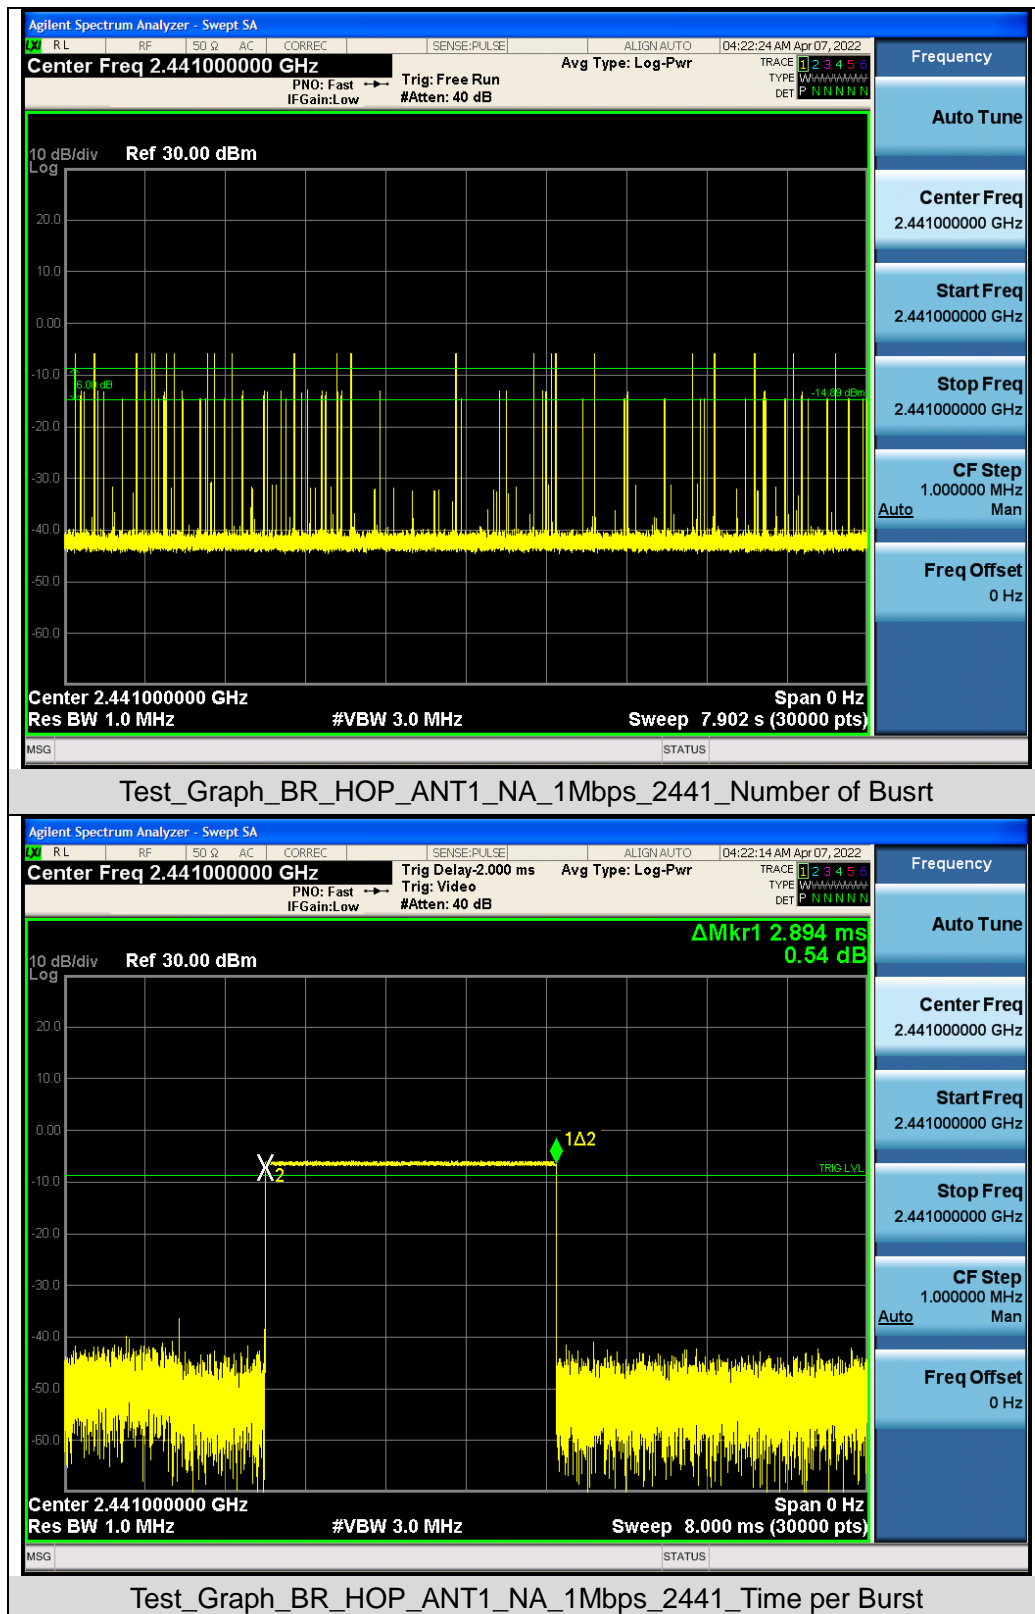 Agilent Spectrum Analyzer - Swept SA
LXI RL RF 50 Ω AC CORREC SENSE:PULSE ALIGN AUTO 04:22:24 AM Apr 07, 2022
Center Freq 2.441000000 GHz
PNO: Fast
IFGain:Low
Trig: Free Run
#Atten: 40 dB
Avg Type: Log-Pwr
TRACE 1 2 3 4 5 6
TYPE
DET P N N N N N
10 dB/div Ref 30.00 dBm
Log
20.0
10.0
0.00
-10.0
6.00 dB
-14.89 dBm
-20.0
-30.0
-40.0
-50.0
-60.0
Center 2.441000000 GHz Span 0 Hz
Res BW 1.0 MHz #VBW 3.0 MHz Sweep 7.902 s (30000 pts)
MSG STATUS
Frequency
Auto Tune
Center Freq
2.441000000 GHz
Start Freq
2.441000000 GHz
Stop Freq
2.441000000 GHz
CF Step
1.000000 MHz
Auto Man
Freq Offset
0 Hz
Test_Graph_BR_HOP_ANT1_NA_1Mbps_2441_Number of Busrt
Agilent Spectrum Analyzer - Swept SA
LXI RL RF 50 Ω AC CORREC SENSE:PULSE ALIGN AUTO 04:22:14 AM Apr 07, 2022
Center Freq 2.441000000 GHz
PNO: Fast
IFGain:Low
Trig Delay-2.000 ms
Trig: Video
#Atten: 40 dB
Avg Type: Log-Pwr
TRACE 1 2 3 4 5 6
TYPE
DET P N N N N N
ΔMkr1 2.894 ms
0.54 dB
10 dB/div Ref 30.00 dBm
Log
20.0
10.0
0.00
1Δ2
X2
TRIG LVL
-10.0
-20.0
-30.0
-40.0
-50.0
-60.0
Center 2.441000000 GHz Span 0 Hz
Res BW 1.0 MHz #VBW 3.0 MHz Sweep 8.000 ms (30000 pts)
MSG STATUS
Frequency
Auto Tune
Center Freq
2.441000000 GHz
Start Freq
2.441000000 GHz
Stop Freq
2.441000000 GHz
CF Step
1.000000 MHz
Auto Man
Freq Offset
0 Hz
Test_Graph_BR_HOP_ANT1_NA_1Mbps_2441_Time per Burst